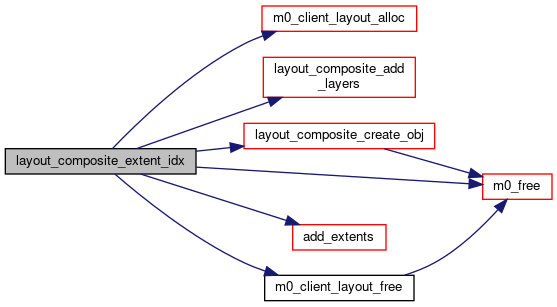 m0_client_layout_alloc
layout_composite_add
_layers
layout_composite_create_obj
layout_composite_extent_idx
m0_free
add_extents
m0_client_layout_free